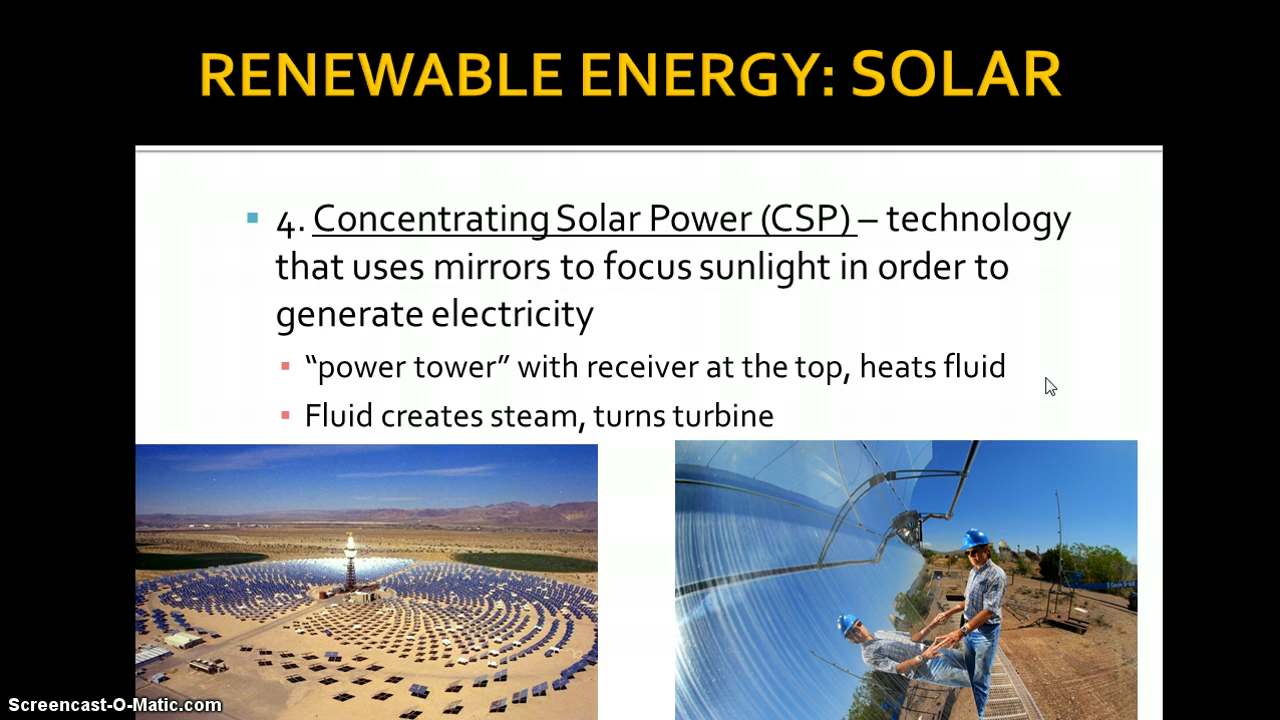 RENEWABLE ENERGY: SOLAR
▪ 4. Concentrating Solar Power (CSP) – technology
that uses mirrors to focus sunlight in order to
generate electricity
▪ “power tower” with receiver at the top, heats fluid
▪ Fluid creates steam, turns turbine
Screencast-O-Matic.com